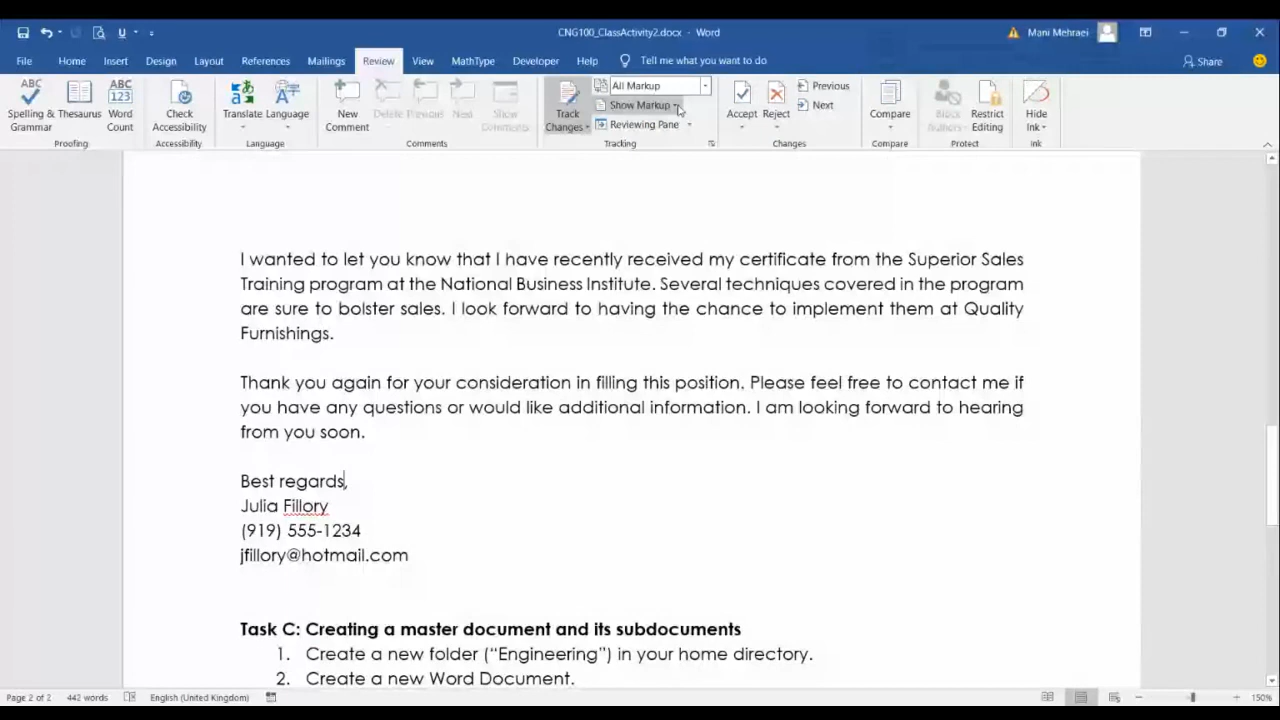 CNG100_ClassActivity2.docx - Word
Mani Mehraei
File Home Insert Design Layout References Mailings Review View MathType Developer Help Tell me what you want to do
Share
Spelling & Grammar
Thesaurus
Word Count
Check Accessibility
Translate
Language
New Comment
Delete
Previous
Next
Show Comments
Track Changes
All Markup
Show Markup
Reviewing Pane
Accept
Reject
Previous
Next
Compare
Block Authors
Restrict Editing
Hide Ink
Proofing Accessibility Language Comments Tracking Changes Compare Protect Ink
I wanted to let you know that I have recently received my certificate from the Superior Sales
Training program at the National Business Institute. Several techniques covered in the program
are sure to bolster sales. I look forward to having the chance to implement them at Quality
Furnishings.
Thank you again for your consideration in filling this position. Please feel free to contact me if
you have any questions or would like additional information. I am looking forward to hearing
from you soon.
Best regards,
Julia Fillory
(919) 555-1234
jfillory@hotmail.com
Task C: Creating a master document and its subdocuments
1. Create a new folder (“Engineering”) in your home directory.
2. Create a new Word Document.
Page 2 of 2 442 words English (United Kingdom) 150%